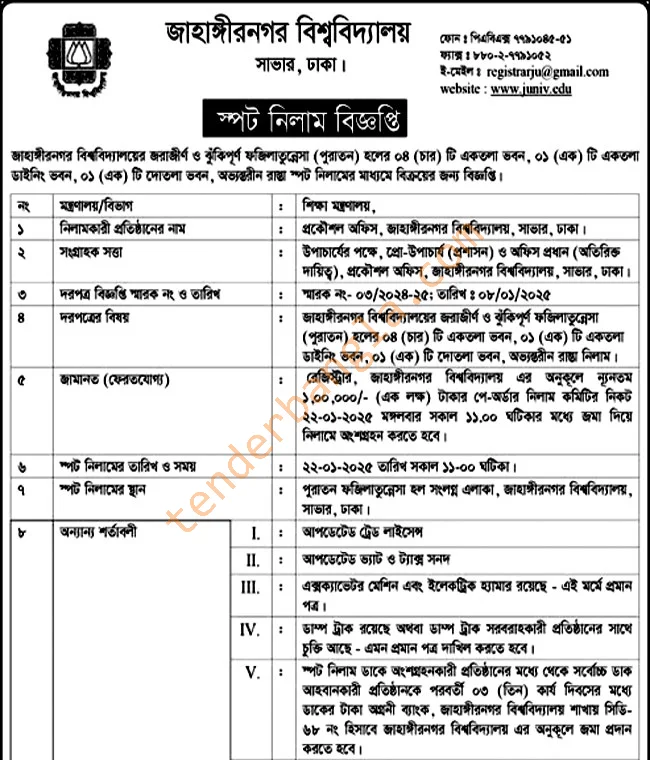 জাহাঙ্গীরনগর বিশ্ববিদ্যালয়
সাভার, ঢাকা।
ফোন : পিএবিএক্স ৭৭৯১০৪৫-৫১
ফ্যাক্স : ৮৮০-২-৭৭৯১০৫২
ই-মেইল : registrarju@gmail.com
website : www.juniv.edu
স্পট নিলাম বিজ্ঞপ্তি
জাহাঙ্গীরনগর বিশ্ববিদ্যালয়ের জরাজীর্ণ ও ঝুঁকিপূর্ণ ফজিলাতুন্নেসা (পুরাতন) হলের ০৪ (চার) টি একতলা ভবন, ০১ (এক) টি একতলা
ডাইনিং ভবন, ০১ (এক) টি দোতলা ভবন, অভ্যন্তরীন রাস্তা স্পট নিলামের মাধ্যমে বিক্রয়ের জন্য বিজ্ঞপ্তি।
নং মন্ত্রণালয়/বিভাগ : শিক্ষা মন্ত্রণালয়,
১ নিলামকারী প্রতিষ্ঠানের নাম : প্রকৌশল অফিস, জাহাঙ্গীরনগর বিশ্ববিদ্যালয়, সাভার, ঢাকা।
২ সংগ্রাহক সত্তা : উপাচার্যের পক্ষে, প্রো-উপাচার্য (প্রশাসন) ও অফিস প্রধান (অতিরিক্ত
দায়িত্ব), প্রকৌশল অফিস, জাহাঙ্গীরনগর বিশ্ববিদ্যালয়, সাভার, ঢাকা।
৩ দরপত্র বিজ্ঞপ্তি স্মারক নং ও তারিখ : স্মারক নং- ০৩/২০২৪-২৫; তারিখ : ০৮/০১/২০২৫
৪ দরপত্রের বিষয় : জাহাঙ্গীরনগর বিশ্ববিদ্যালয়ের জরাজীর্ণ ও ঝুঁকিপূর্ণ ফজিলাতুন্নেসা
(পুরাতন) হলের ০৪ (চার) টি একতলা ভবন, ০১ (এক) টি একতলা
ডাইনিং ভবন, ০১ (এক) টি দোতলা ভবন, অভ্যন্তরীন রাস্তা নিলাম।
৫ জামানত (ফেরতযোগ্য) : রেজিস্ট্রার, জাহাঙ্গীরনগর বিশ্ববিদ্যালয় এর অনুকূলে ন্যূনতম
১,০০,০০০/- (এক লক্ষ) টাকার পে-অর্ডার নিলাম কমিটির নিকট
২২-০১-২০২৫ মঙ্গলবার সকাল ১১.০০ ঘটিকার মধ্যে জমা দিয়ে
নিলামে অংশগ্রহন করতে হবে।
৬ স্পট নিলামের তারিখ ও সময় : ২২-০১-২০২৫ তারিখ সকাল ১১-০০ ঘটিকা।
৭ স্পট নিলামের স্থান : পুরাতন ফজিলাতুন্নেসা হল সংলগ্ন এলাকা, জাহাঙ্গীরনগর বিশ্ববিদ্যালয়,
সাভার, ঢাকা।
৮ অন্যান্য শর্তাবলী I. : আপডেটেড ট্রেড লাইসেন্স
II. : আপডেটেড ভ্যাট ও ট্যাক্স সনদ
III. : এক্সক্যাভেটর মেশিন এবং ইলেকট্রিক হ্যামার রয়েছে - এই মর্মে প্রমান
পত্র।
IV. : ডাম্প ট্রাক রয়েছে অথবা ডাম্প ট্রাক সরবরাহকারী প্রতিষ্ঠানের সাথে
চুক্তি আছে - এমন প্রমান পত্র দাখিল করতে হবে।
V. : স্পট নিলাম ডাকে অংশগ্রহনকারী প্রতিষ্ঠানের মধ্যে থেকে সর্বোচ্চ ডাক
আহবানকারী প্রতিষ্ঠানকে পরবর্তী ০৩ (তিন) কার্য দিবসের মধ্যে
ডাকের টাকা অগ্রনী ব্যাংক, জাহাঙ্গীরনগর বিশ্ববিদ্যালয় শাখায় সিডি-
৬৮ নং হিসাবে জাহাঙ্গীরনগর বিশ্ববিদ্যালয় এর অনুকূলে জমা প্রদান
করতে হবে।
tenderbangla.com